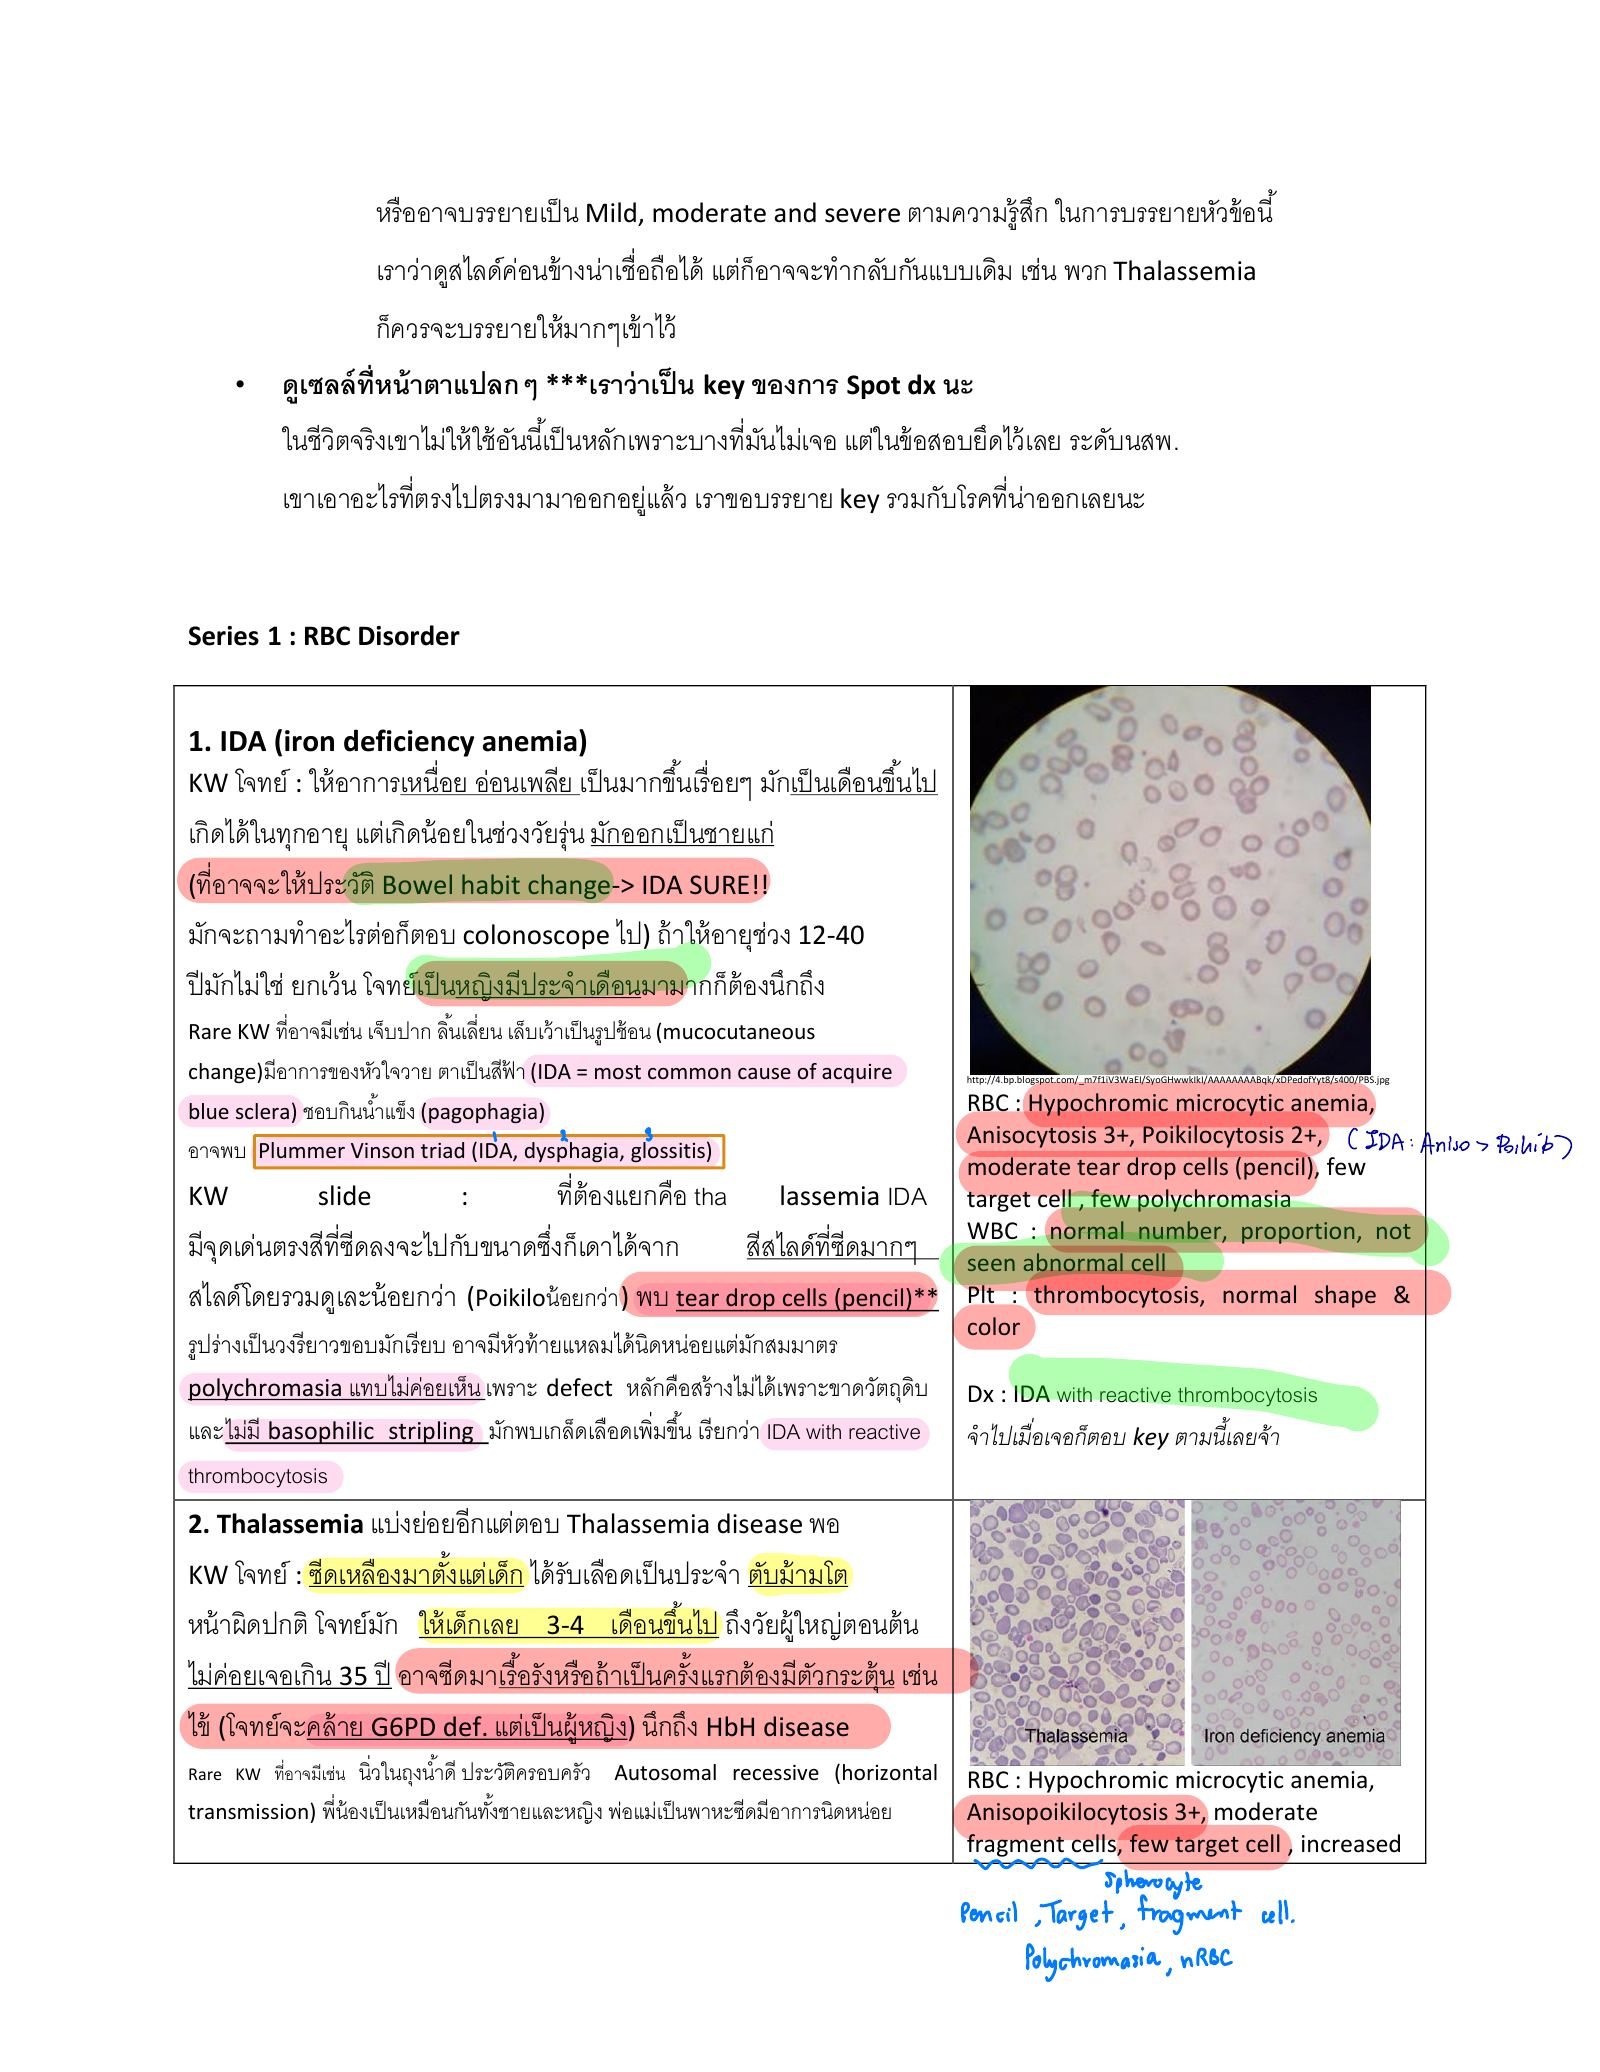 หรืออาจบรรยายเป็น Mild, moderate and severe ตามความรู้สึก ในการบรรยายหัวข้อนี้
เราว่าดูสไลด์ค่อนข้างน่าเชื่อถือได้ แต่ก็อาจจะทำกลับกันแบบเดิม เช่น พวก Thalassemia
ก็ควรจะบรรยายให้มากๆเข้าไว้
• ดูเซลล์ที่หน้าตาแปลก ๆ ***เราว่าเป็น key ของการ Spot dx นะ
ในชีวิตจริงเขาไม่ให้ใช้อันนี้เป็นหลักเพราะบางที่มันไม่เจอ แต่ในข้อสอบยึดไว้เลย ระดับนสพ.
เขาเอาอะไรที่ตรงไปตรงมามาออกอยู่แล้ว เราขอบรรยาย key รวมกับโรคที่น่าออกเลยนะ
Series 1 : RBC Disorder
1. IDA (iron deficiency anemia)
KW โจทย์ : ให้อาการเหนื่อย อ่อนเพลีย เป็นมากขึ้นเรื่อยๆ มักเป็นเดือนขึ้นไป
เกิดได้ในทุกอายุ แต่เกิดน้อยในช่วงวัยรุ่น มักออกเป็นชายแก่
(ที่อาจจะให้ประวัติ Bowel habit change-> IDA SURE!!
มักจะถามทำอะไรต่อก็ตอบ colonoscope ไป) ถ้าให้อายุช่วง 12-40
ปีมักไม่ใช่ ยกเว้น โจทย์เป็นหญิงมีประจำเดือนมามากก็ต้องนึกถึง
Rare KW ที่อาจมีเช่น เจ็บปาก ลิ้นเลี่ยน เล็บเว้าเป็นรูปช้อน (mucocutaneous
change)มีอาการของหัวใจวาย ตาเป็นสีฟ้า (IDA = most common cause of acquire
blue sclera) ชอบกินน้ำแข็ง (pagophagia)
1 2 3
อาจพบ Plummer Vinson triad (IDA, dysphagia, glossitis)
KW slide : ที่ต้องแยกคือ tha lassemia IDA
มีจุดเด่นตรงสีที่ซีดลงจะไปกับขนาดซึ่งก็เดาได้จาก สีสไลด์ที่ซีดมากๆ
สไลด์โดยรวมดูเละน้อยกว่า (Poikiloน้อยกว่า) พบ tear drop cells (pencil)**
รูปร่างเป็นวงรียาวขอบมักเรียบ อาจมีหัวท้ายแหลมได้นิดหน่อยแต่มักสมมาตร
polychromasia แทบไม่ค่อยเห็น เพราะ defect หลักคือสร้างไม่ได้เพราะขาดวัตถุดิบ
และไม่มี basophilic stripling มักพบเกล็ดเลือดเพิ่มขึ้น เรียกว่า IDA with reactive
thrombocytosis
http://4.bp.blogspot.com/_m7f1iV3WaEI/SyoGHwwkIkI/AAAAAAAABqk/xDPedofYyt8/s400/PBS.jpg
RBC : Hypochromic microcytic anemia,
Anisocytosis 3+, Poikilocytosis 2+, (IDA: Aniso > Poikilo)
moderate tear drop cells (pencil), few
target cell , few polychromasia
WBC : normal number, proportion, not
seen abnormal cell
Plt : thrombocytosis, normal shape &
color
Dx : IDA with reactive thrombocytosis
จำไปเมื่อเจอก็ตอบ key ตามนี้เลยจ้า
2. Thalassemia แบ่งย่อยอีกแต่ตอบ Thalassemia disease พอ
KW โจทย์ : ซีดเหลืองมาตั้งแต่เด็ก ได้รับเลือดเป็นประจำ ตับม้ามโต
หน้าผิดปกติ โจทย์มัก ให้เด็กเลย 3-4 เดือนขึ้นไป ถึงวัยผู้ใหญ่ตอนต้น
ไม่ค่อยเจอเกิน 35 ปี อาจซีดมาเรื้อรังหรือถ้าเป็นครั้งแรกต้องมีตัวกระตุ้น เช่น
ไข้ (โจทย์จะคล้าย G6PD def. แต่เป็นผู้หญิง) นึกถึง HbH disease
Rare KW ที่อาจมีเช่น นิ่วในถุงน้ำดี ประวัติครอบครัว Autosomal recessive (horizontal
transmission) พี่น้องเป็นเหมือนกันทั้งชายและหญิง พ่อแม่เป็นพาหะซีดมีอาการนิดหน่อย
Thalassemia
Iron deficiency anemia
RBC : Hypochromic microcytic anemia,
Anisopoikilocytosis 3+, moderate
fragment cells, few target cell , increased
spherocyte
Pencil , Target , fragment cell.
Polychromasia , nRBC